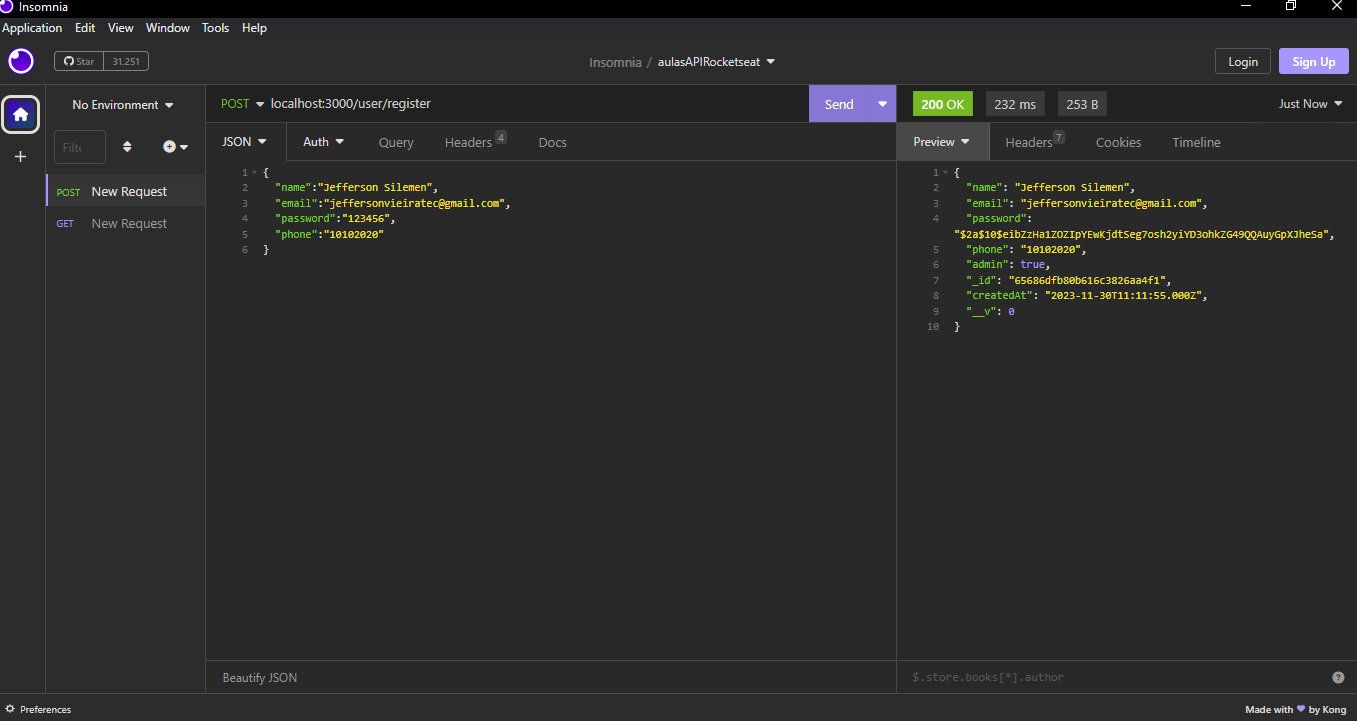 Insomnia
Application Edit View Window Tools Help
Star 31.251
Insomnia / aulasAPIRocketseat
Login Sign Up
No Environment
POST localhost:3000/user/register
Send
200 OK 232 ms 253 B
Just Now
JSON Auth Query Headers 4 Docs
Preview Headers 7 Cookies Timeline
POST New Request
GET New Request
1 {
2 "name":"Jefferson Silemen",
3 "email":"jeffersonvieiratec@gmail.com",
4 "password":"123456",
5 "phone":"10102020"
6 }
1 {
2 "name": "Jefferson Silemen",
3 "email": "jeffersonvieiratec@gmail.com",
4 "password":
"$2a$10$eibZzHa1ZOZIpYEwKjdtSeg7osh2yiYD3ohkZG49QQAuyGpXJheSa",
5 "phone": "10102020",
6 "admin": true,
7 "_id": "65686dfb80b616c3826aa4f1",
8 "createdAt": "2023-11-30T11:11:55.000Z",
9 "__v": 0
10 }
Beautify JSON
$.store.books[*].author
?
Preferences
Made with by Kong